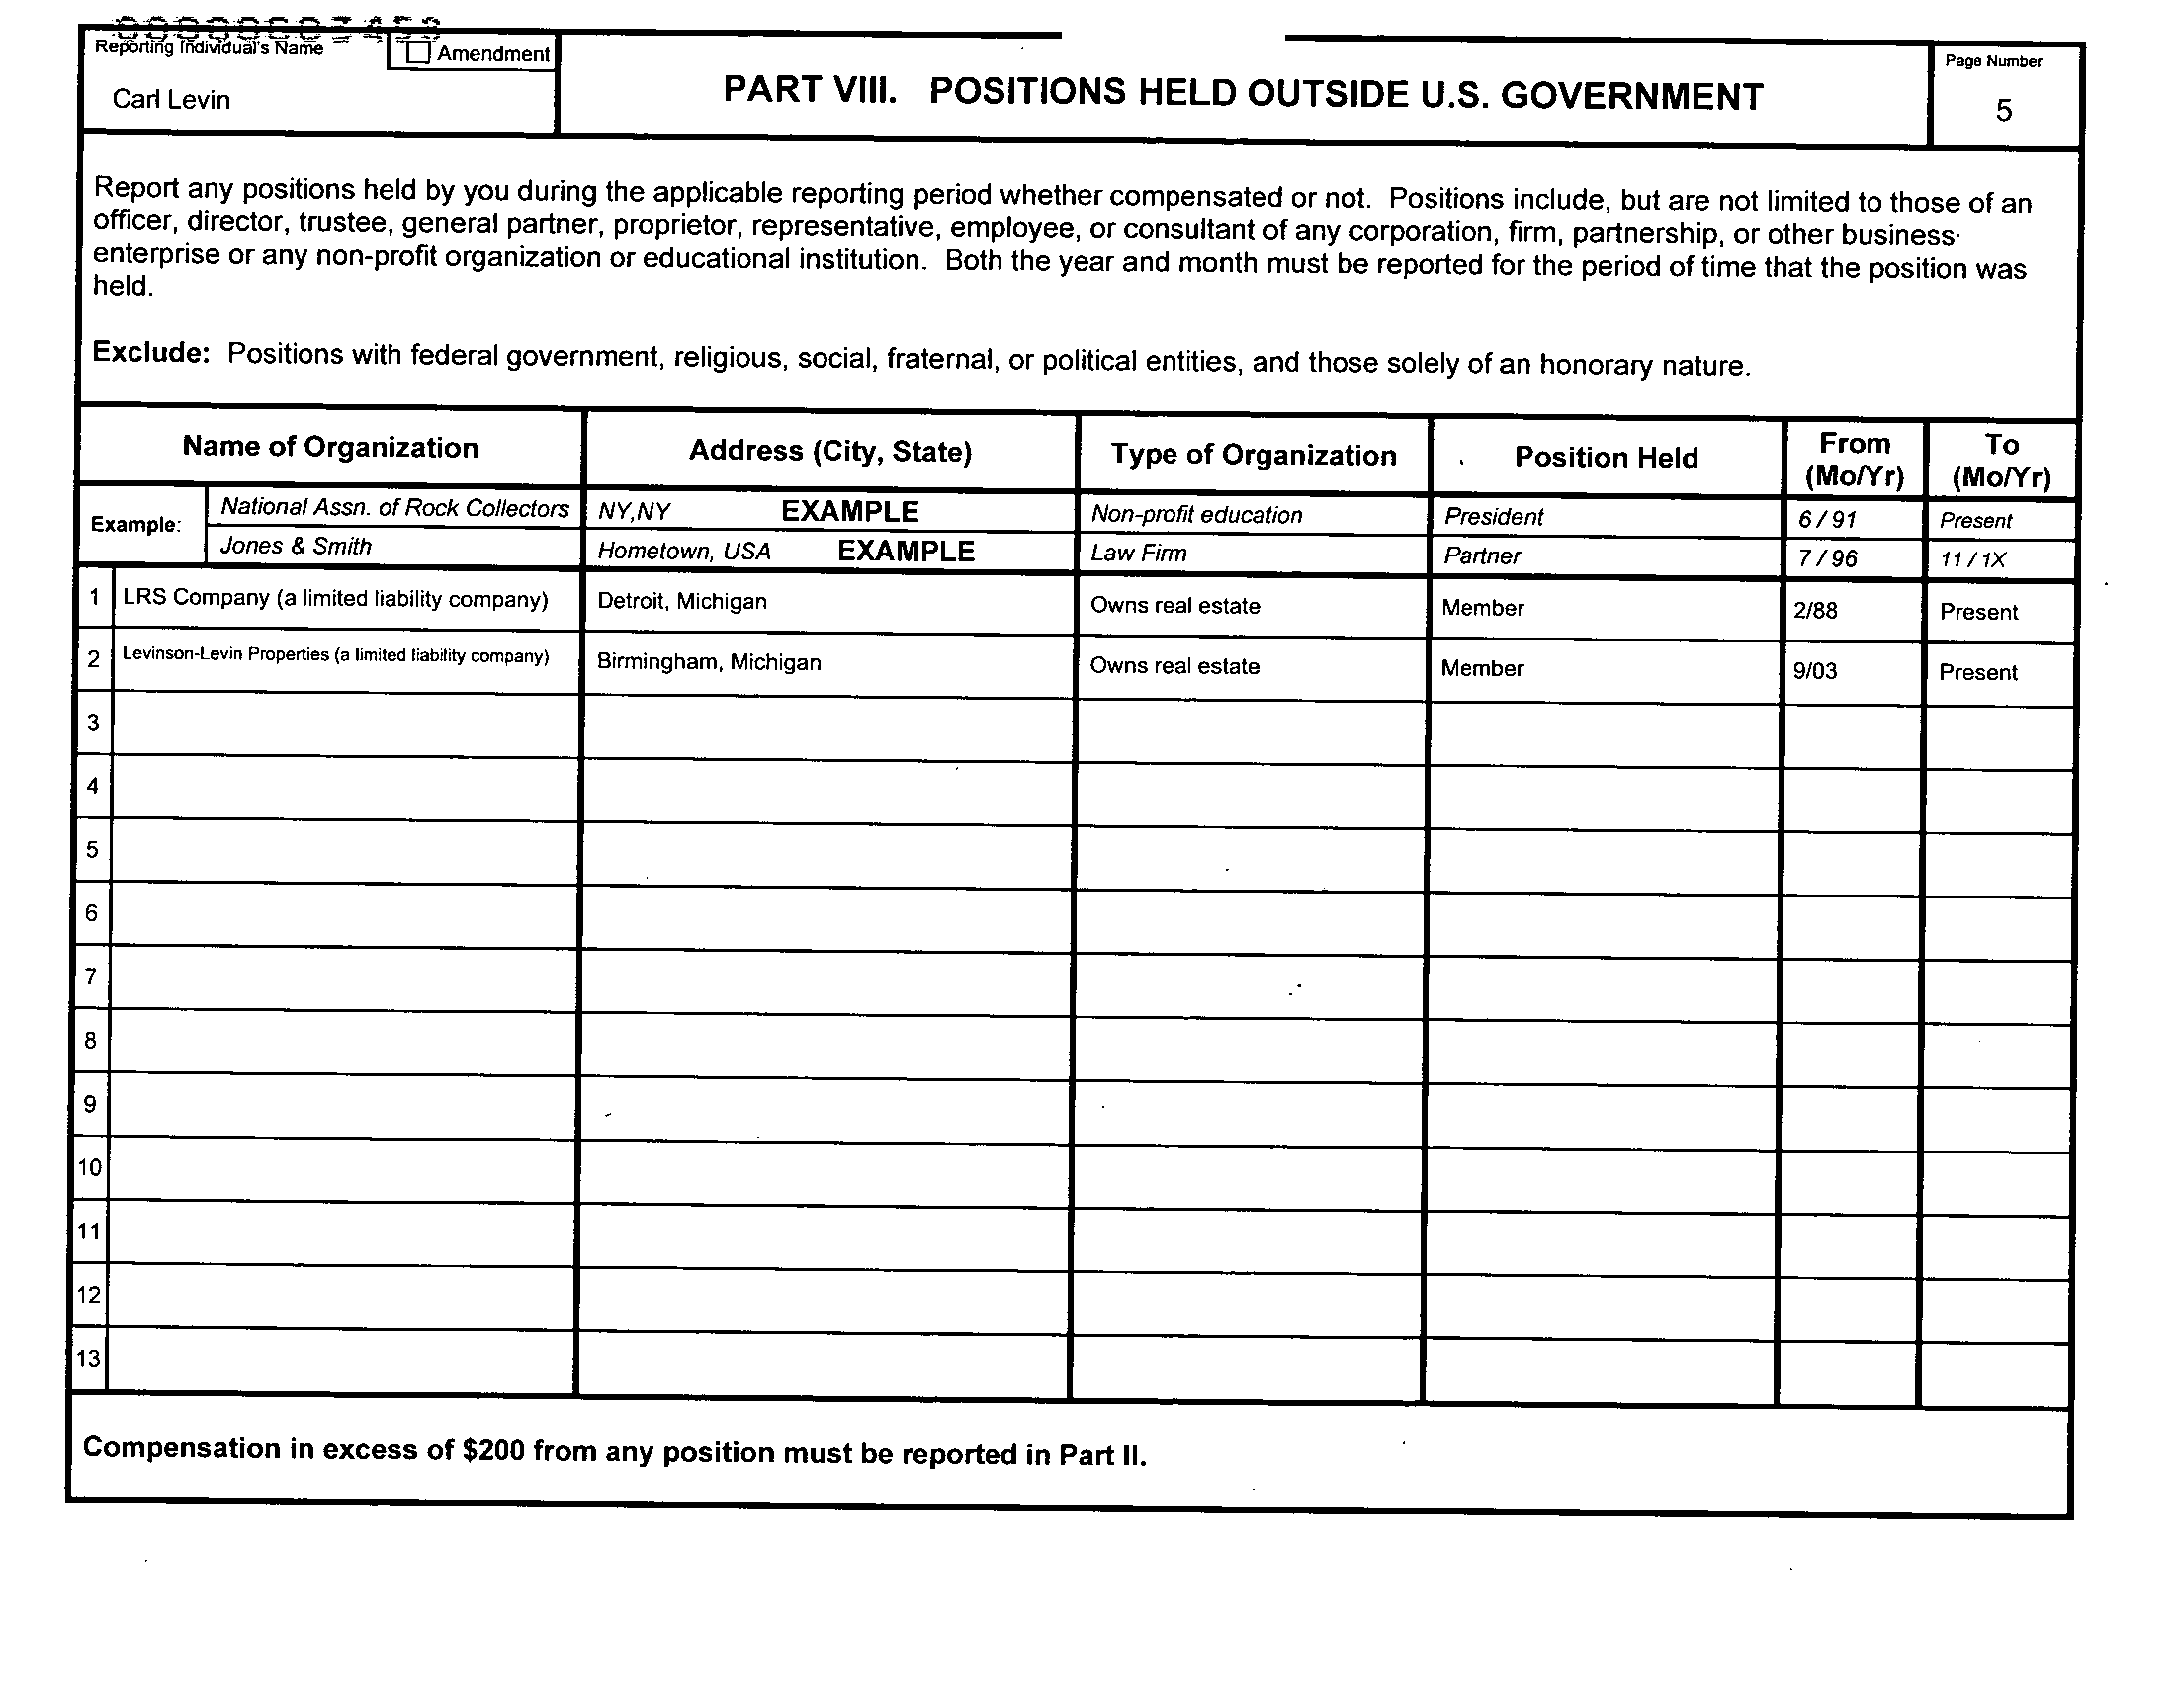 Reporting Individual's Name
☐ Amendment
Carl Levin
PART VIII. POSITIONS HELD OUTSIDE U.S. GOVERNMENT
Page Number
5
Report any positions held by you during the applicable reporting period whether compensated or not. Positions include, but are not limited to those of an
officer, director, trustee, general partner, proprietor, representative, employee, or consultant of any corporation, firm, partnership, or other business
enterprise or any non-profit organization or educational institution. Both the year and month must be reported for the period of time that the position was
held.
Exclude: Positions with federal government, religious, social, fraternal, or political entities, and those solely of an honorary nature.
Name of Organization Address (City, State) Type of Organization Position Held From (Mo/Yr) To (Mo/Yr)
Example: National Assn. of Rock Collectors NY,NY EXAMPLE Non-profit education President 6 / 91 Present
Jones & Smith Hometown, USA EXAMPLE Law Firm Partner 7 / 96 11 / 1X
1 LRS Company (a limited liability company) Detroit, Michigan Owns real estate Member 2/88 Present
2 Levinson-Levin Properties (a limited liability company) Birmingham, Michigan Owns real estate Member 9/03 Present
3
4
5
6
7
8
9
10
11
12
13
Compensation in excess of $200 from any position must be reported in Part II.